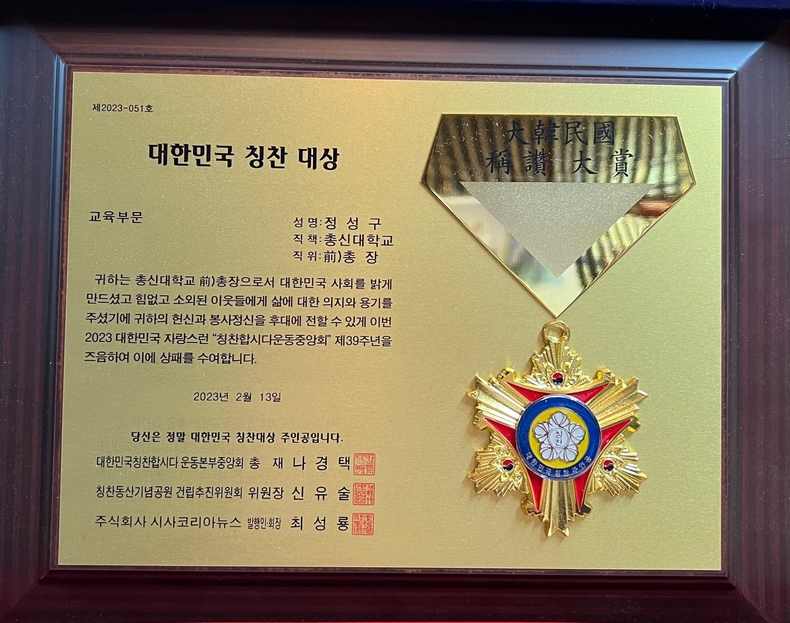 제2023-051호
대한민국 칭찬 대상
교육부문
성 명:정 성 구
직 책:총신대학교
직 위:前)총 장
귀하는 총신대학교 前)총장으로서 대한민국 사회를 밝게
만드셨고 힘없고 소외된 이웃들에게 삶에 대한 의지와 용기를
주셨기에 귀하의 헌신과 봉사정신을 후대에 전할 수 있게 이번
2023 대한민국 자랑스런 “칭찬합시다운동중앙회” 제39주년을
즈음하여 이에 상패를 수여합니다.
2023년 2월 13일
당신은 정말 대한민국 칭찬대상 주인공입니다.
대한민국칭찬합시다 운동본부중앙회 총 재 나 경 택
칭찬동산기념공원 건립추진위원회 위원장 신 유 술
주식회사 시사코리아뉴스 발행인·회장 최 성 룡
大韓民國
稱讚大賞
칭찬
대한민국칭찬주인공